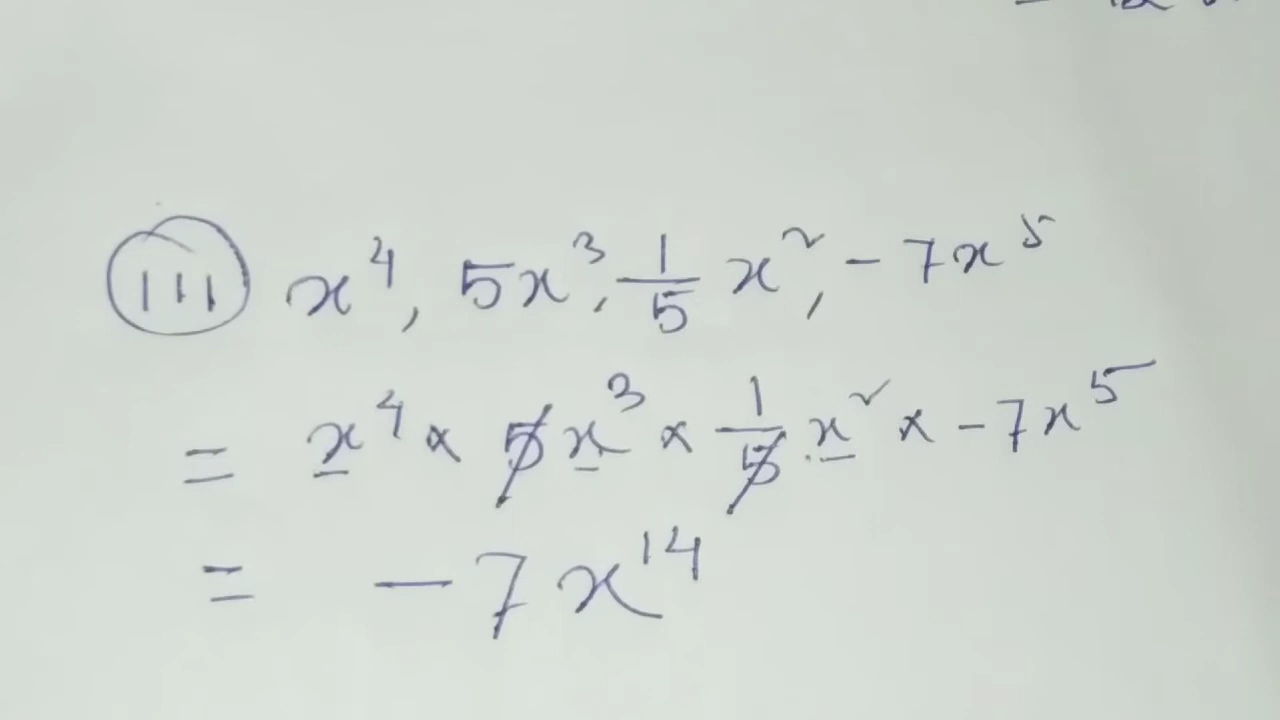 III x⁴, 5x³, 1/5 x², -7x⁵
= x⁴ × 5x³ × 1/5 x² × -7x⁵
= -7x¹⁴